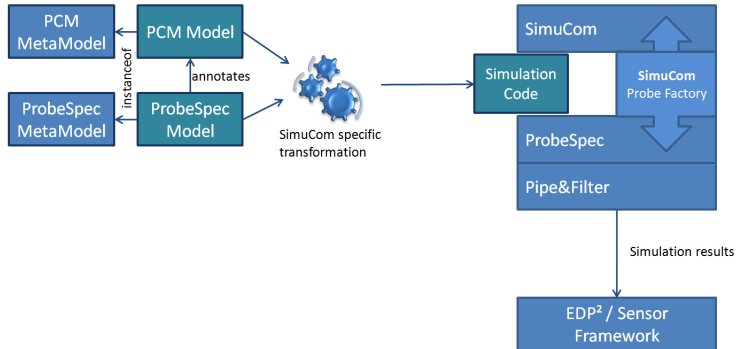 PCM
MetaModel
PCM Model
instanceof
annotates
ProbeSpec
MetaModel
ProbeSpec
Model
SimuCom specific
transformation
Simulation
Code
SimuCom
SimuCom
Probe Factory
ProbeSpec
Pipe&Filter
Simulation results
EDP² / Sensor
Framework